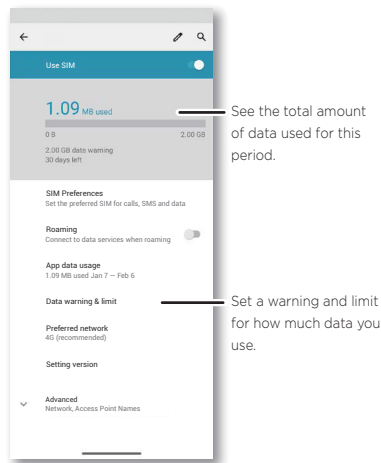 Use SIM
1.09 MB used
0 B 2.00 GB
2.00 GB data warning
30 days left
SIM Preferences
Set the preferred SIM for calls, SMS and data
Roaming
Connect to data services when roaming
App data usage
1.09 MB used Jan 7 – Feb 6
Data warning & limit
Preferred network
4G (recommended)
Setting version
Advanced
Network, Access Point Names
See the total amount
of data used for this
period.
Set a warning and limit
for how much data you
use.